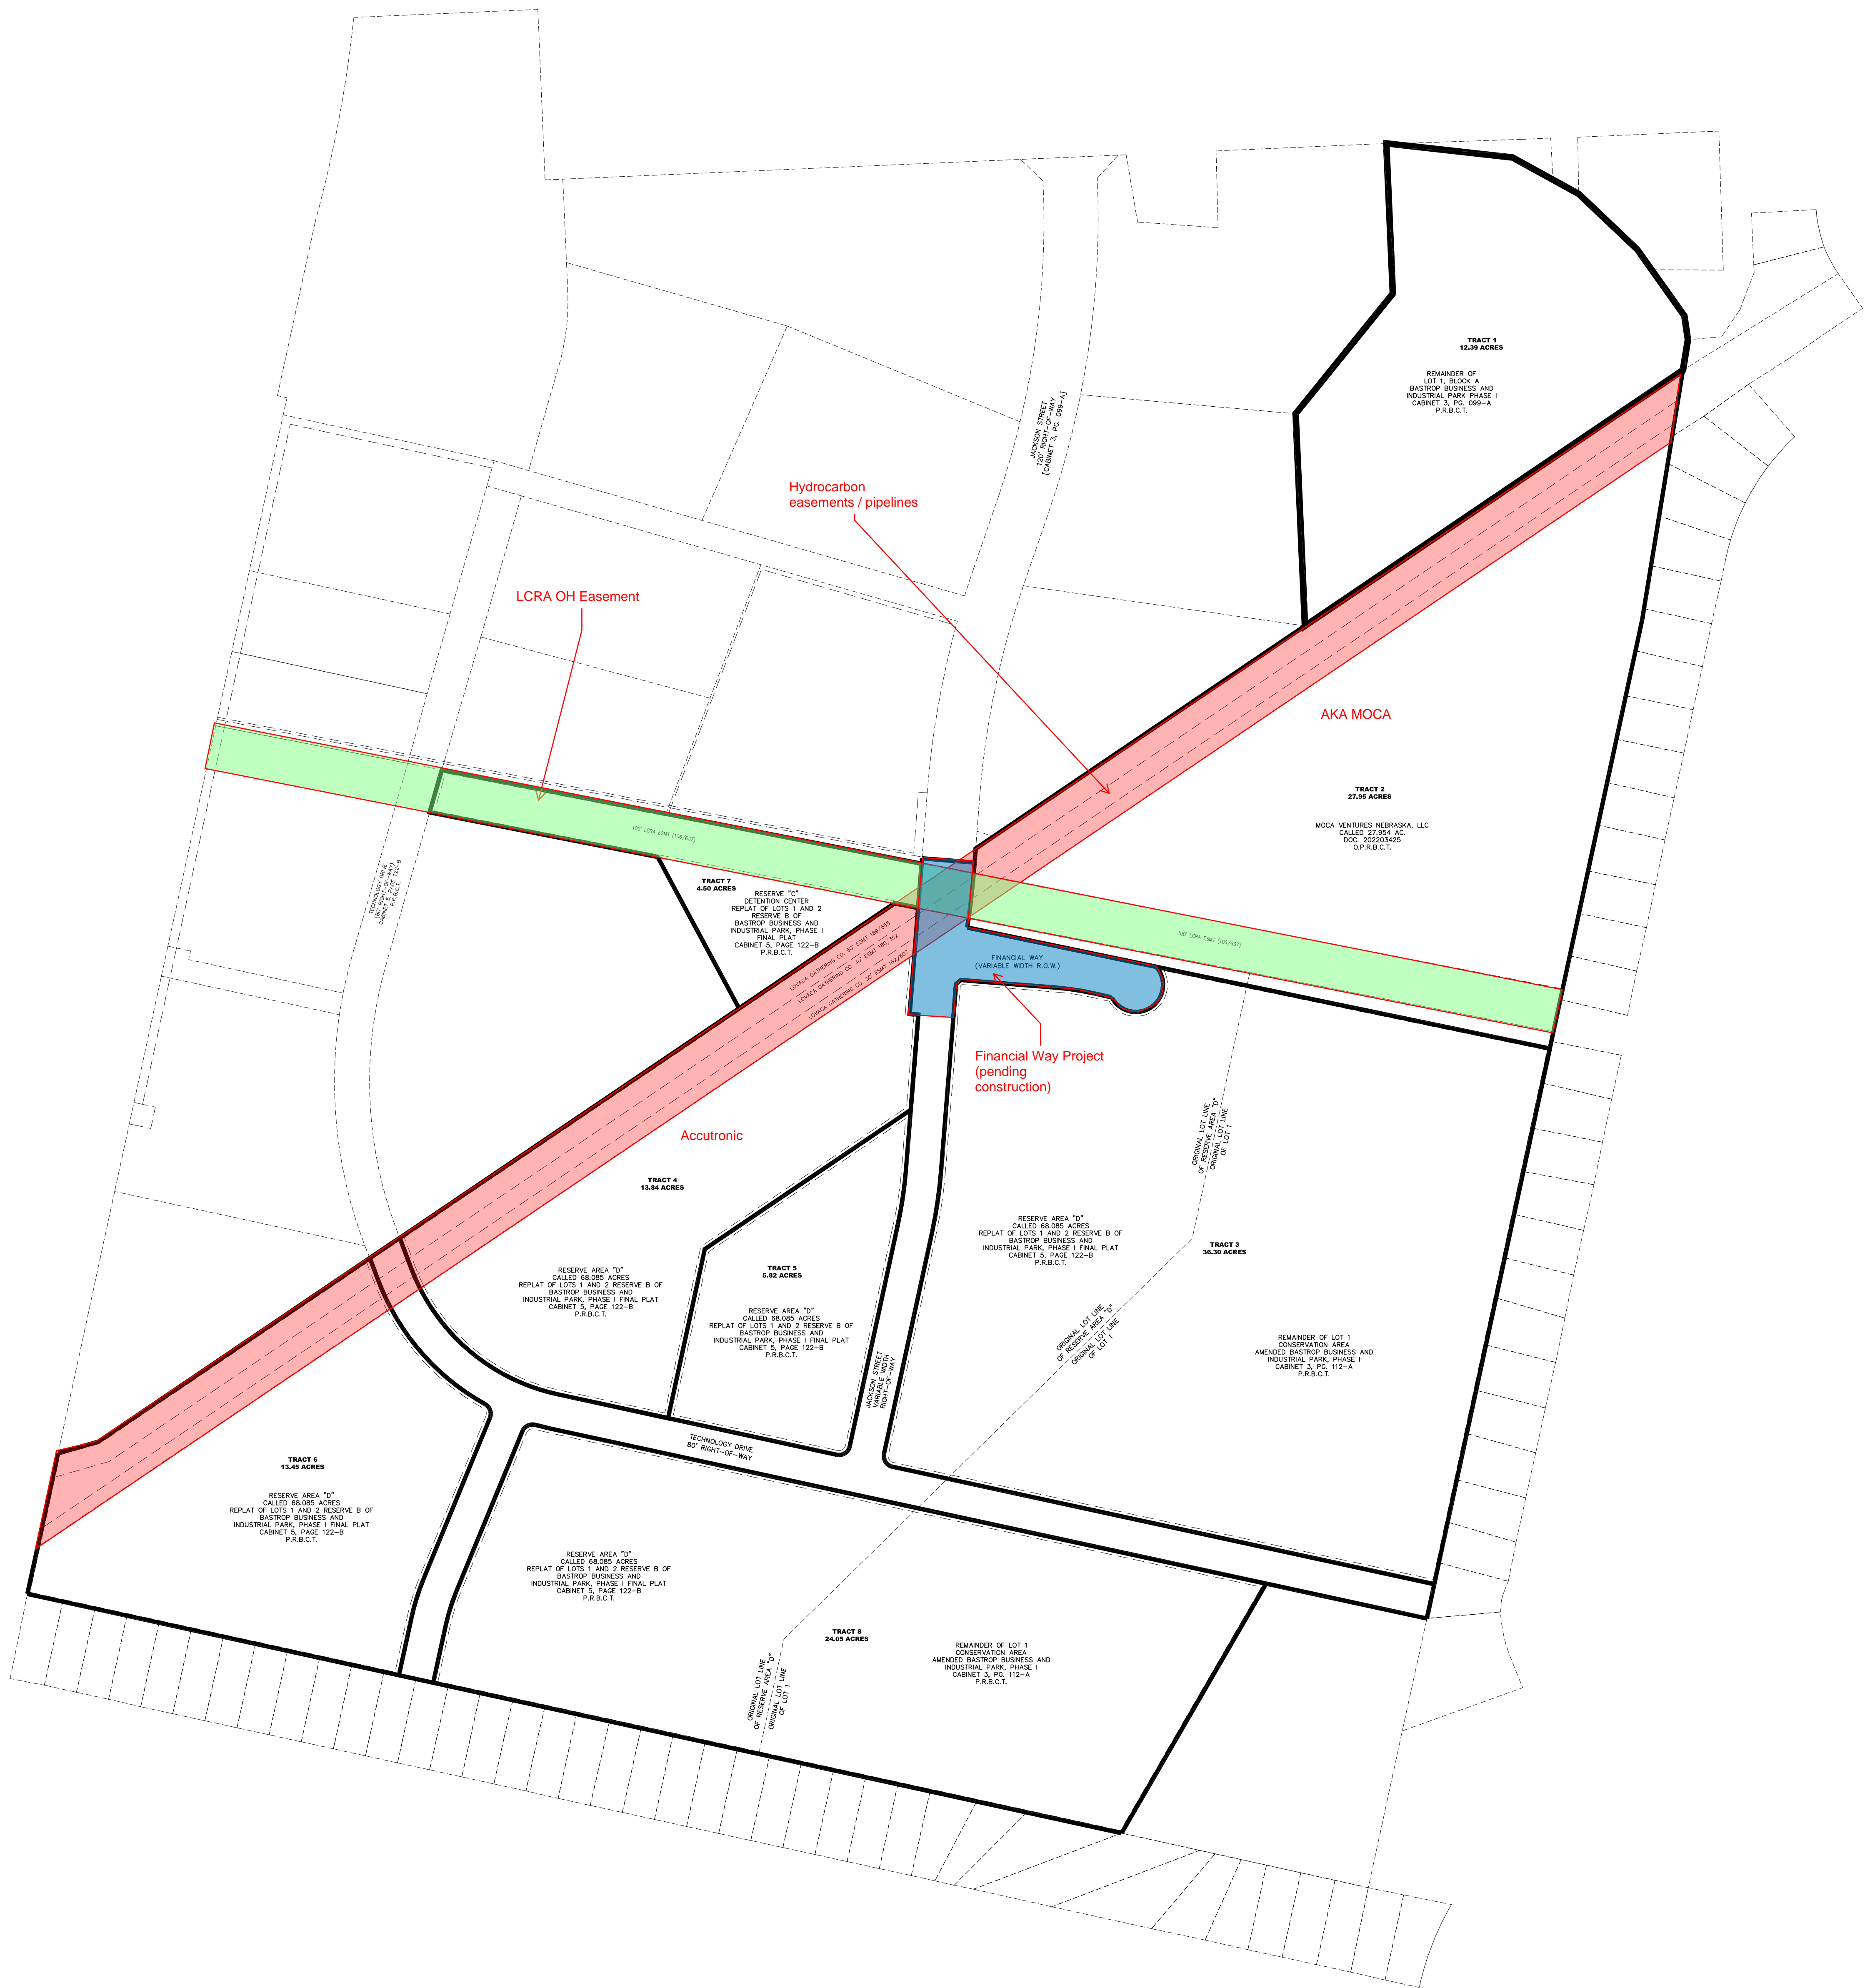 TRACT 1
12.39 ACRES
REMAINDER OF
LOT 1, BLOCK A
BASTROP BUSINESS AND
INDUSTRIAL PARK PHASE I
CABINET 3, PG. 099-A
P.R.B.C.T.
JACKSON STREET
120' RIGHT-OF-WAY
[CABINET 3, PG. 099-A]
Hydrocarbon
easements / pipelines
LCRA OH Easement
AKA MOCA
TRACT 2
27.95 ACRES
MOCA VENTURES NEBRASKA, LLC
CALLED 27.954 AC.
DOC. 202203425
O.P.R.B.C.T.
100' LCRA ESMT (106/637)
TECHNOLOGY DRIVE
(80' RIGHT-OF-WAY)
CABINET 5, PAGE 122-B
P.R.B.C.T.
TRACT 7
4.50 ACRES
RESERVE "C"
DETENTION CENTER
REPLAT OF LOTS 1 AND 2
RESERVE B OF
BASTROP BUSINESS AND
INDUSTRIAL PARK, PHASE I
FINAL PLAT
CABINET 5, PAGE 122-B
P.R.B.C.T.
LOVACA GATHERING CO. 50' ESMT 189/555
LOVACA GATHERING CO. 40' ESMT 180/352
LOVACA GATHERING CO. 30' ESMT 162/607
100' LCRA ESMT (106/637)
FINANCIAL WAY
(VARIABLE WIDTH R.O.W.)
Financial Way Project
(pending
construction)
Accutronic
TRACT 4
13.84 ACRES
RESERVE AREA "D"
CALLED 68.085 ACRES
REPLAT OF LOTS 1 AND 2 RESERVE B OF
BASTROP BUSINESS AND
INDUSTRIAL PARK, PHASE I FINAL PLAT
CABINET 5, PAGE 122-B
P.R.B.C.T.
TRACT 5
5.82 ACRES
RESERVE AREA "D"
CALLED 68.085 ACRES
REPLAT OF LOTS 1 AND 2 RESERVE B OF
BASTROP BUSINESS AND
INDUSTRIAL PARK, PHASE I FINAL PLAT
CABINET 5, PAGE 122-B
P.R.B.C.T.
JACKSON STREET
VARIABLE WIDTH
RIGHT-OF-WAY
RESERVE AREA "D"
CALLED 68.085 ACRES
REPLAT OF LOTS 1 AND 2 RESERVE B OF
BASTROP BUSINESS AND
INDUSTRIAL PARK, PHASE I FINAL PLAT
CABINET 5, PAGE 122-B
P.R.B.C.T.
ORIGINAL LOT LINE
OF RESERVE AREA "D"
ORIGINAL LOT LINE
OF LOT 1
TRACT 3
36.30 ACRES
ORIGINAL LOT LINE
OF RESERVE AREA "D"
ORIGINAL LOT LINE
OF LOT 1
REMAINDER OF LOT 1
CONSERVATION AREA
AMENDED BASTROP BUSINESS AND
INDUSTRIAL PARK, PHASE I
CABINET 3, PG. 112-A
P.R.B.C.T.
TECHNOLOGY DRIVE
80' RIGHT-OF-WAY
TRACT 6
13.45 ACRES
RESERVE AREA "D"
CALLED 68.085 ACRES
REPLAT OF LOTS 1 AND 2 RESERVE B OF
BASTROP BUSINESS AND
INDUSTRIAL PARK, PHASE I FINAL PLAT
CABINET 5, PAGE 122-B
P.R.B.C.T.
RESERVE AREA "D"
CALLED 68.085 ACRES
REPLAT OF LOTS 1 AND 2 RESERVE B OF
BASTROP BUSINESS AND
INDUSTRIAL PARK, PHASE I FINAL PLAT
CABINET 5, PAGE 122-B
P.R.B.C.T.
TRACT 8
24.05 ACRES
ORIGINAL LOT LINE
OF RESERVE AREA "D"
ORIGINAL LOT LINE
OF LOT 1
REMAINDER OF LOT 1
CONSERVATION AREA
AMENDED BASTROP BUSINESS AND
INDUSTRIAL PARK, PHASE I
CABINET 3, PG. 112-A
P.R.B.C.T.